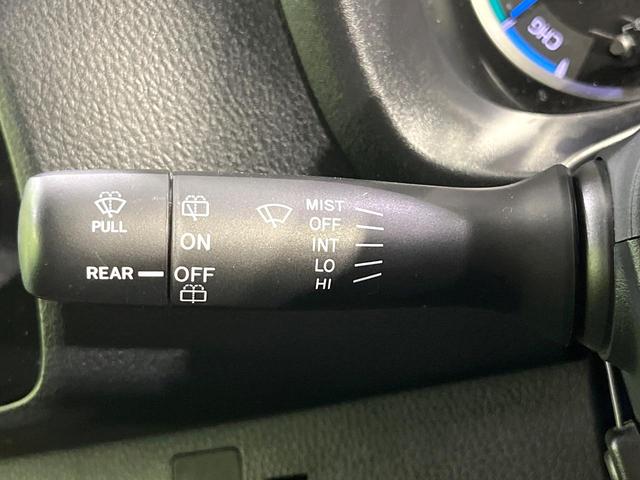 CHG
PULL
REAR
ON
OFF
MIST
OFF
INT
LO
HI